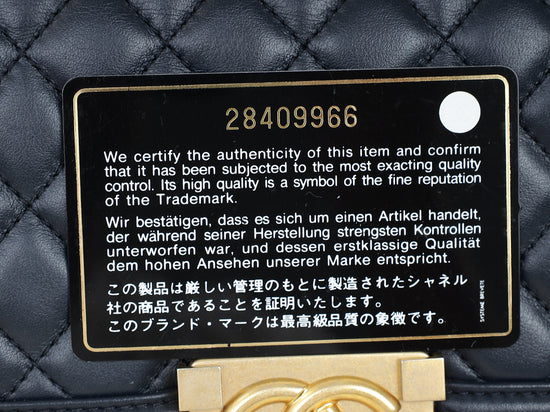 28409966
We certify the authenticity of this item and confirm
that it has been subjected to the most exacting quality
control. Its high quality is a symbol of the fine reputation
of the Trademark.
Wir bestätigen, dass es sich um einen Artikel handelt,
der während seiner Herstellung strengsten Kontrollen
unterworfen war, und dessen erstklassige Qualität
dem hohen Ansehen unserer Marke entspricht.
この製品は厳しい管理のもとに製造されたシャネル
社の商品であることを証明いたします。
このブランド・マークは最高級品質の象徴です。
SYSTEME BREVETE